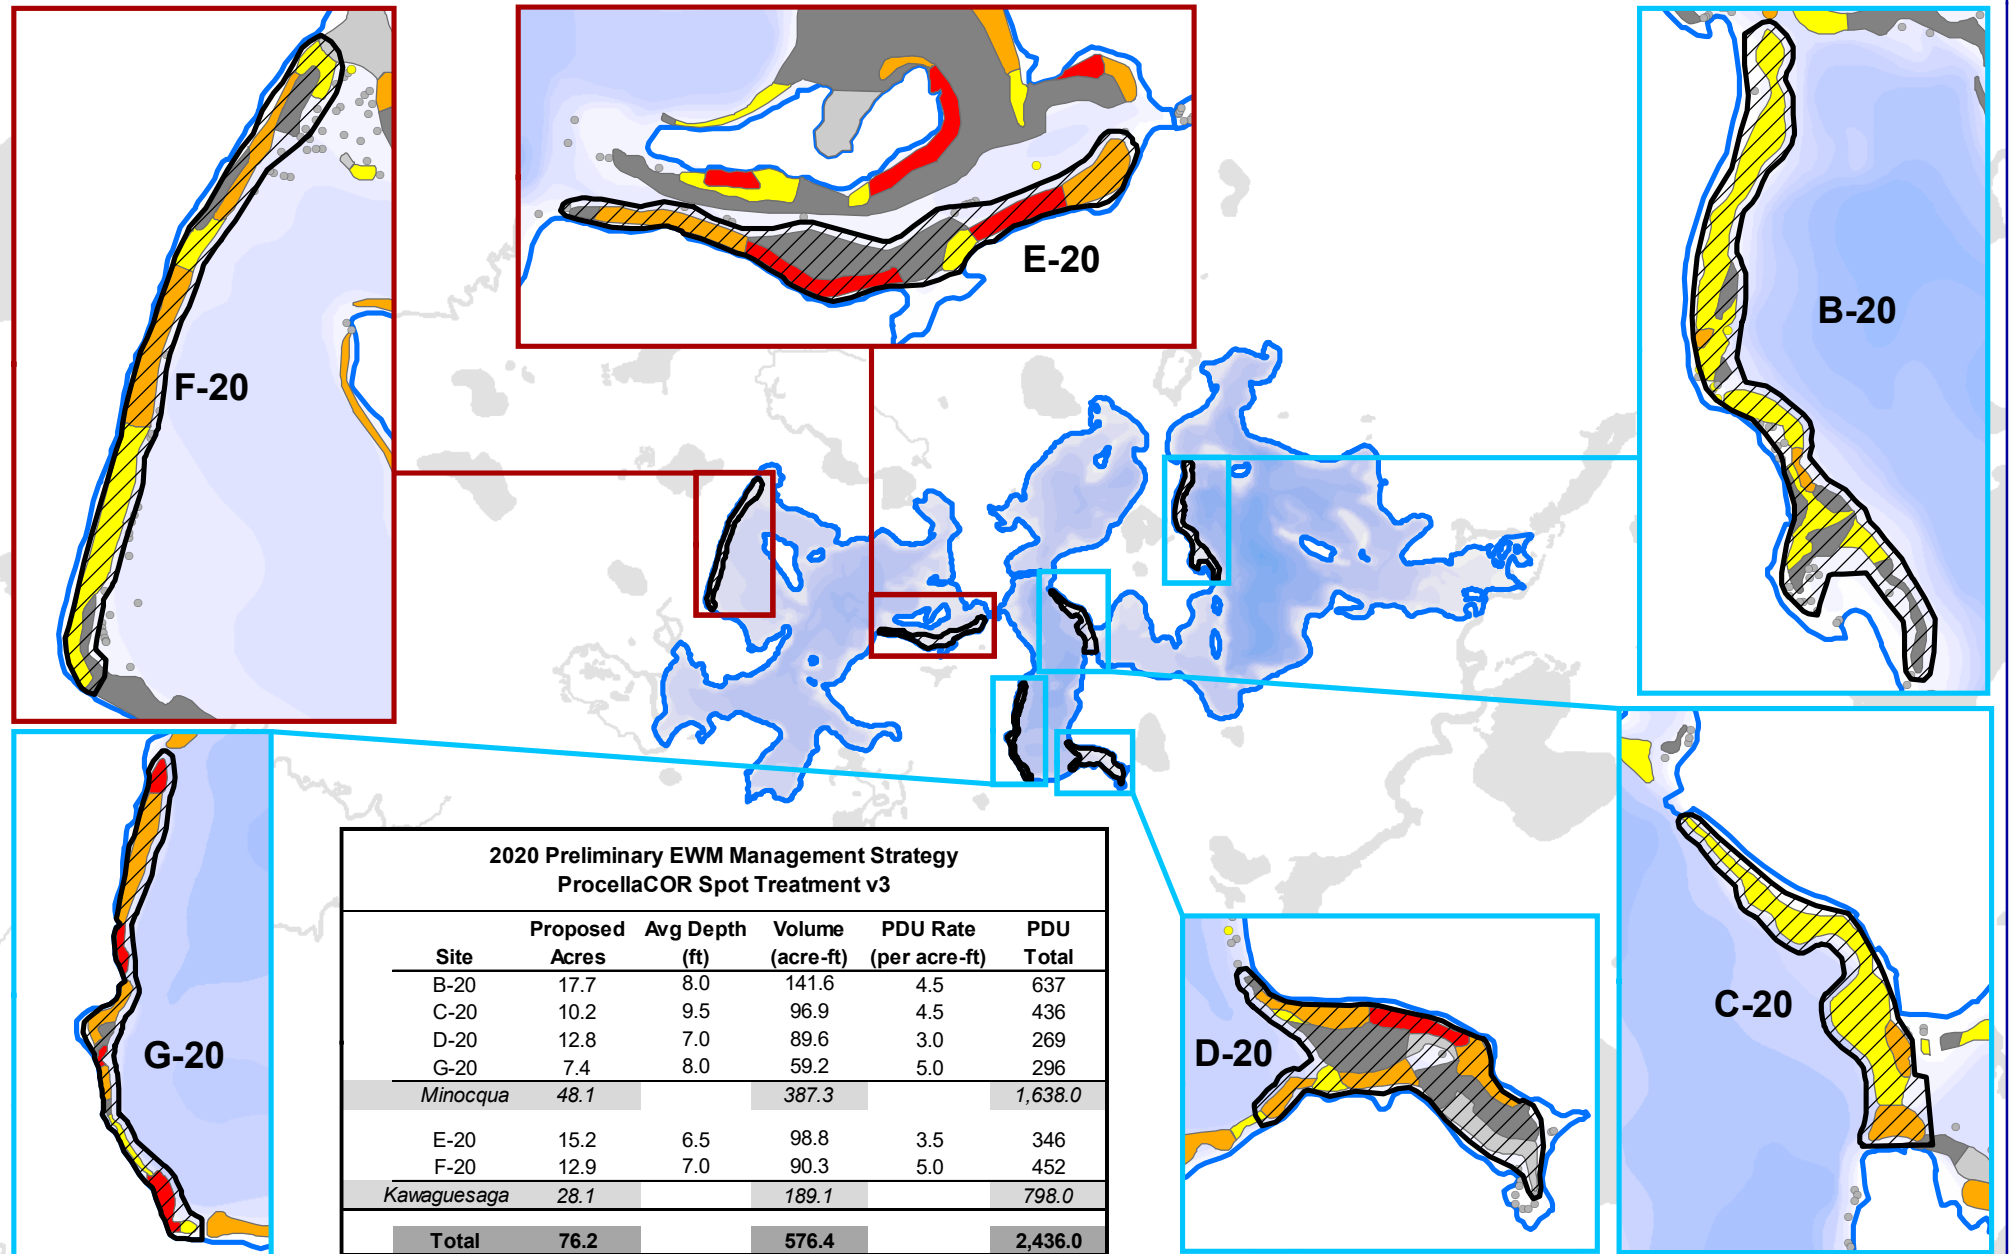 F-20
E-20
B-20
G-20
D-20
C-20
2020 Preliminary EWM Management Strategy
ProcellaCOR Spot Treatment v3
Site Proposed Acres Avg Depth (ft) Volume (acre-ft) PDU Rate (per acre-ft) PDU Total
B-20 17.7 8.0 141.6 4.5 637
C-20 10.2 9.5 96.9 4.5 436
D-20 12.8 7.0 89.6 3.0 269
G-20 7.4 8.0 59.2 5.0 296
Minocqua 48.1 387.3 1,638.0
E-20 15.2 6.5 98.8 3.5 346
F-20 12.9 7.0 90.3 5.0 452
Kawaguesaga 28.1 189.1 798.0
Total 76.2 576.4 2,436.0